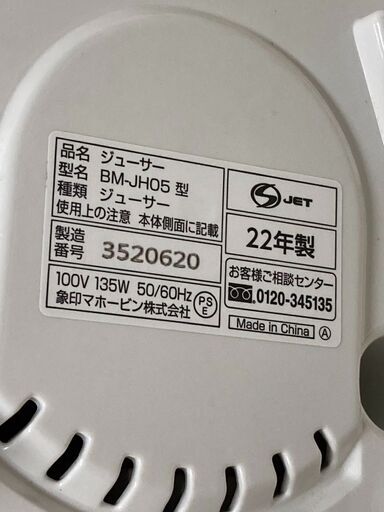 品名 ジューサー
型名 BM-JH05 型
種類 ジューサー
使用上の注意 本体側面に記載
製造番号 3520620
100V 135W 50/60Hz
象印マホービン株式会社
PSE
JET
22年製
お客様ご相談センター
0120-345135
Made in China Ⓐ